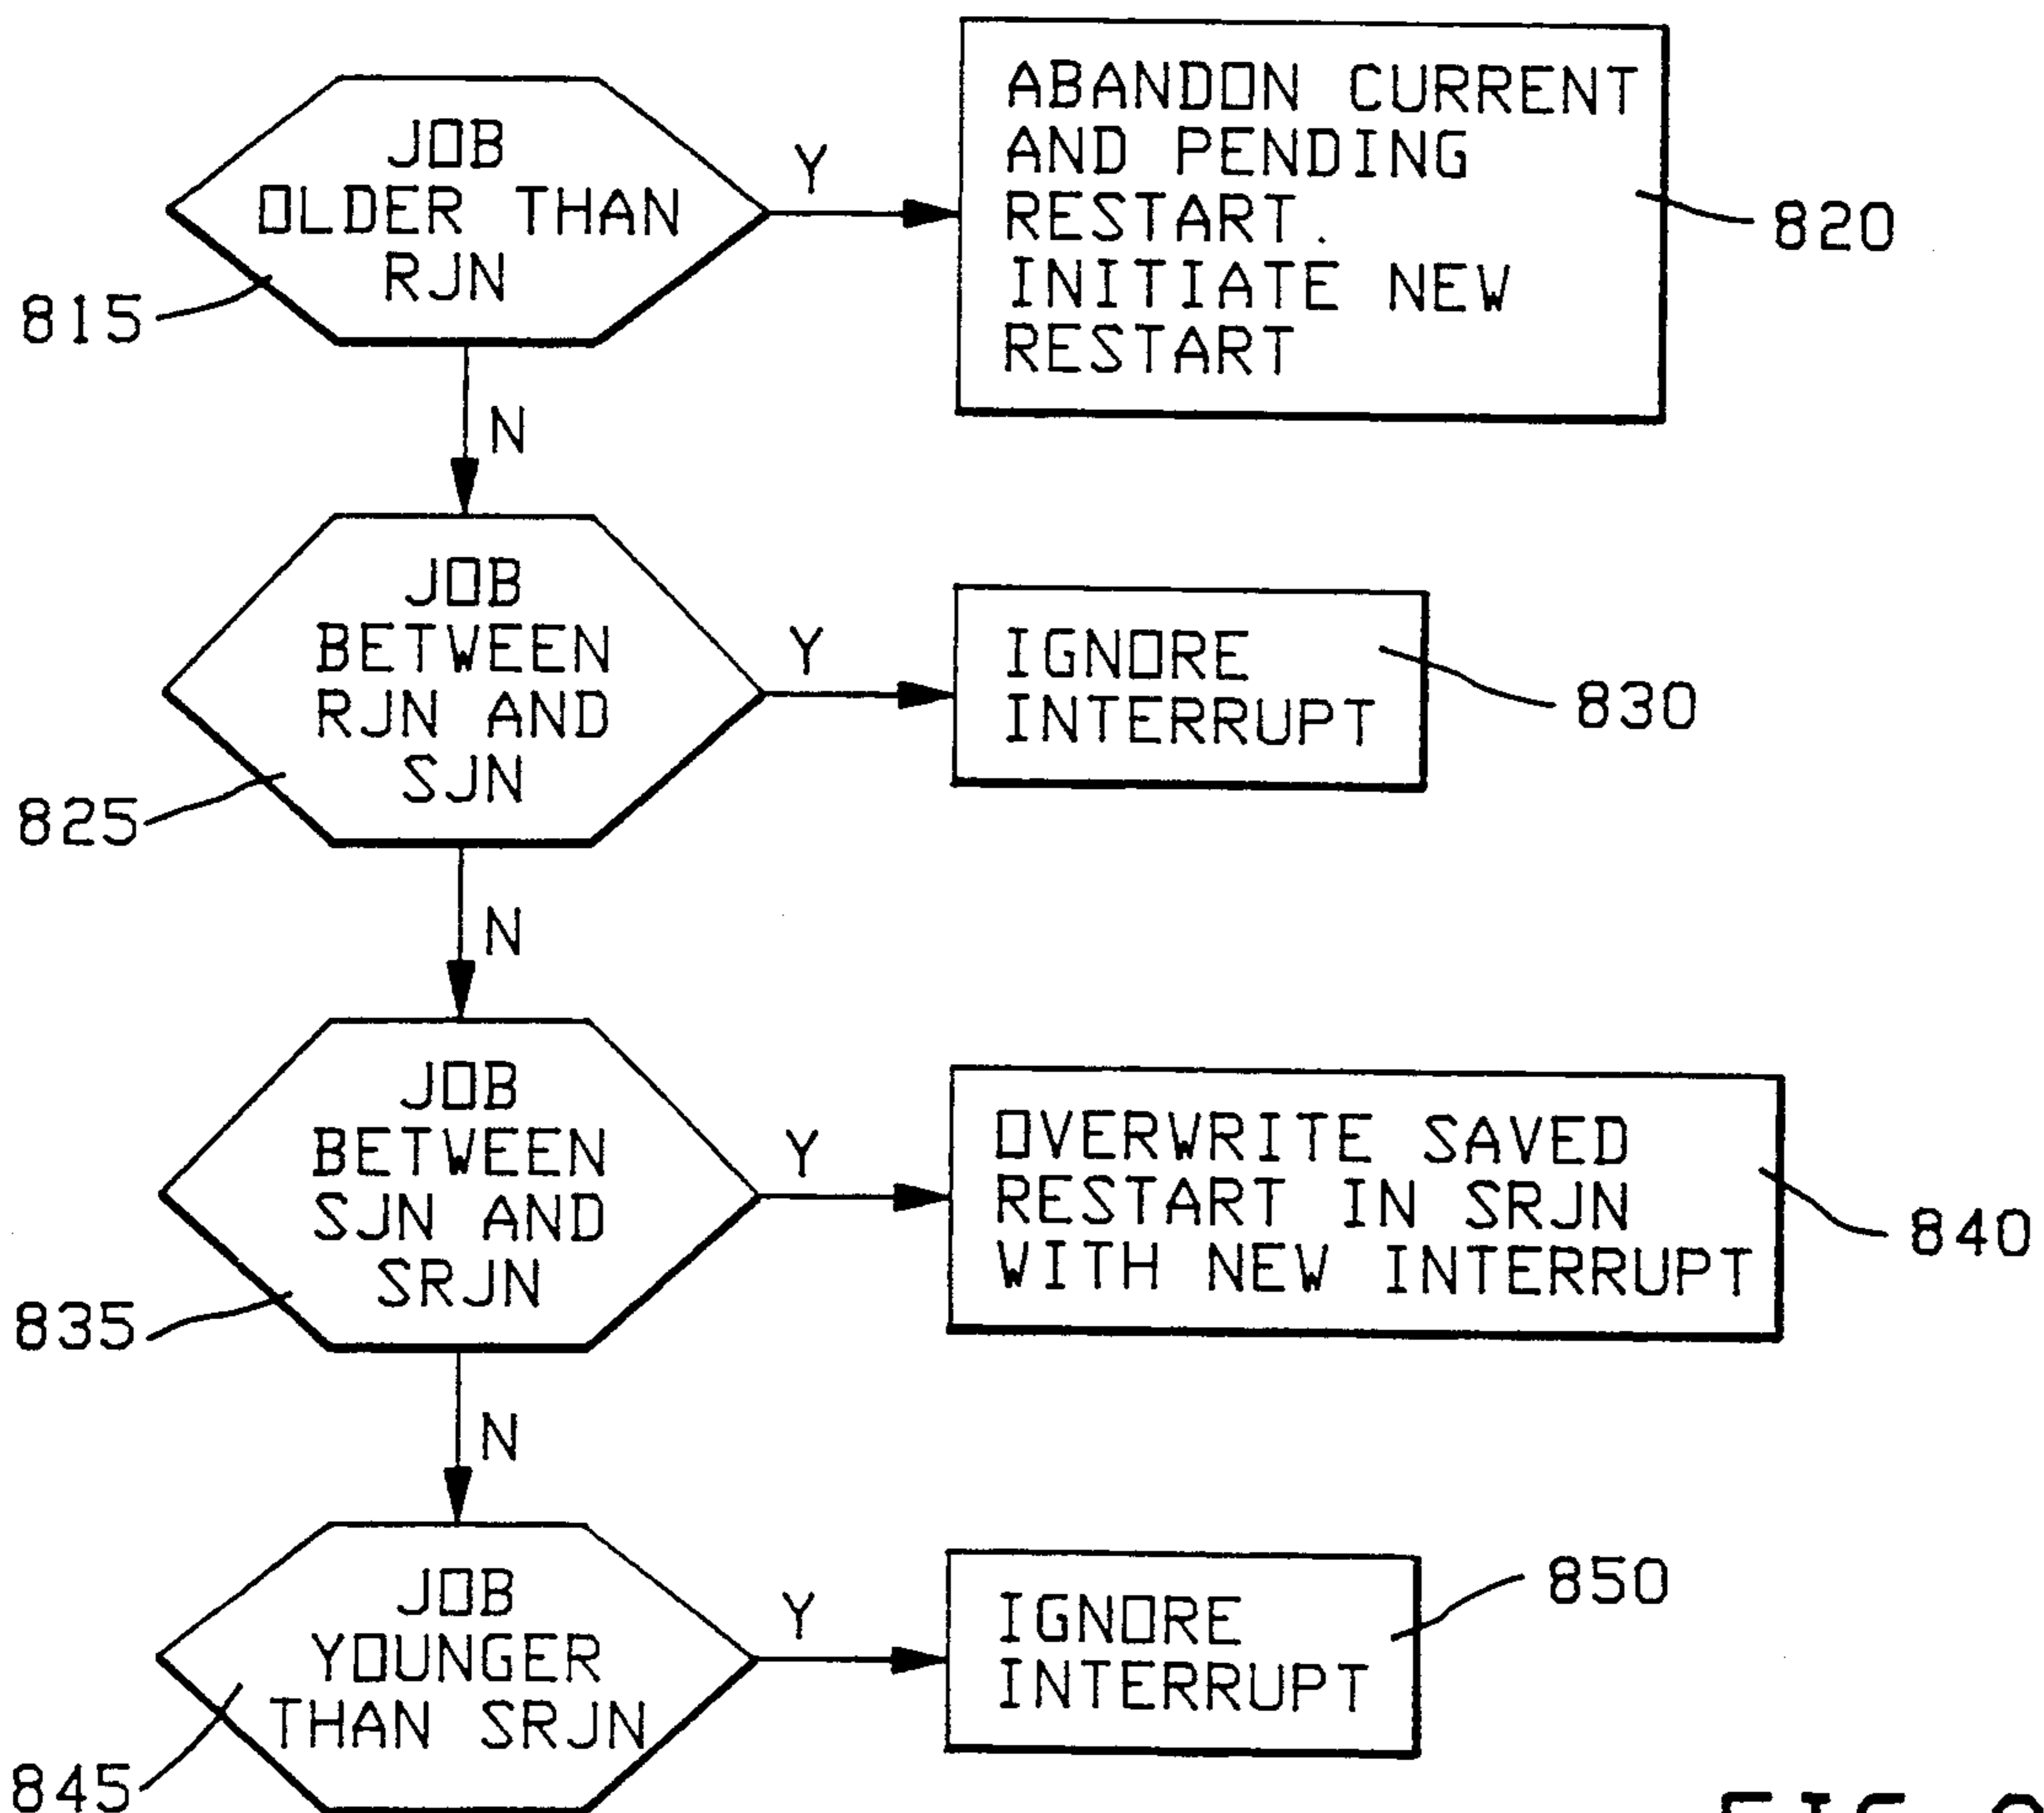 JOB
OLDER THAN
RJN
815
Y
ABANDON CURRENT
AND PENDING
RESTART.
INITIATE NEW
RESTART
820
N
JOB
BETWEEN
RJN AND
SJN
825
Y
IGNORE
INTERRUPT
830
N
JOB
BETWEEN
SJN AND
SRJN
835
Y
OVERWRITE SAVED
RESTART IN SRJN
WITH NEW INTERRUPT
840
N
JOB
YOUNGER
THAN SRJN
845
Y
IGNORE
INTERRUPT
850